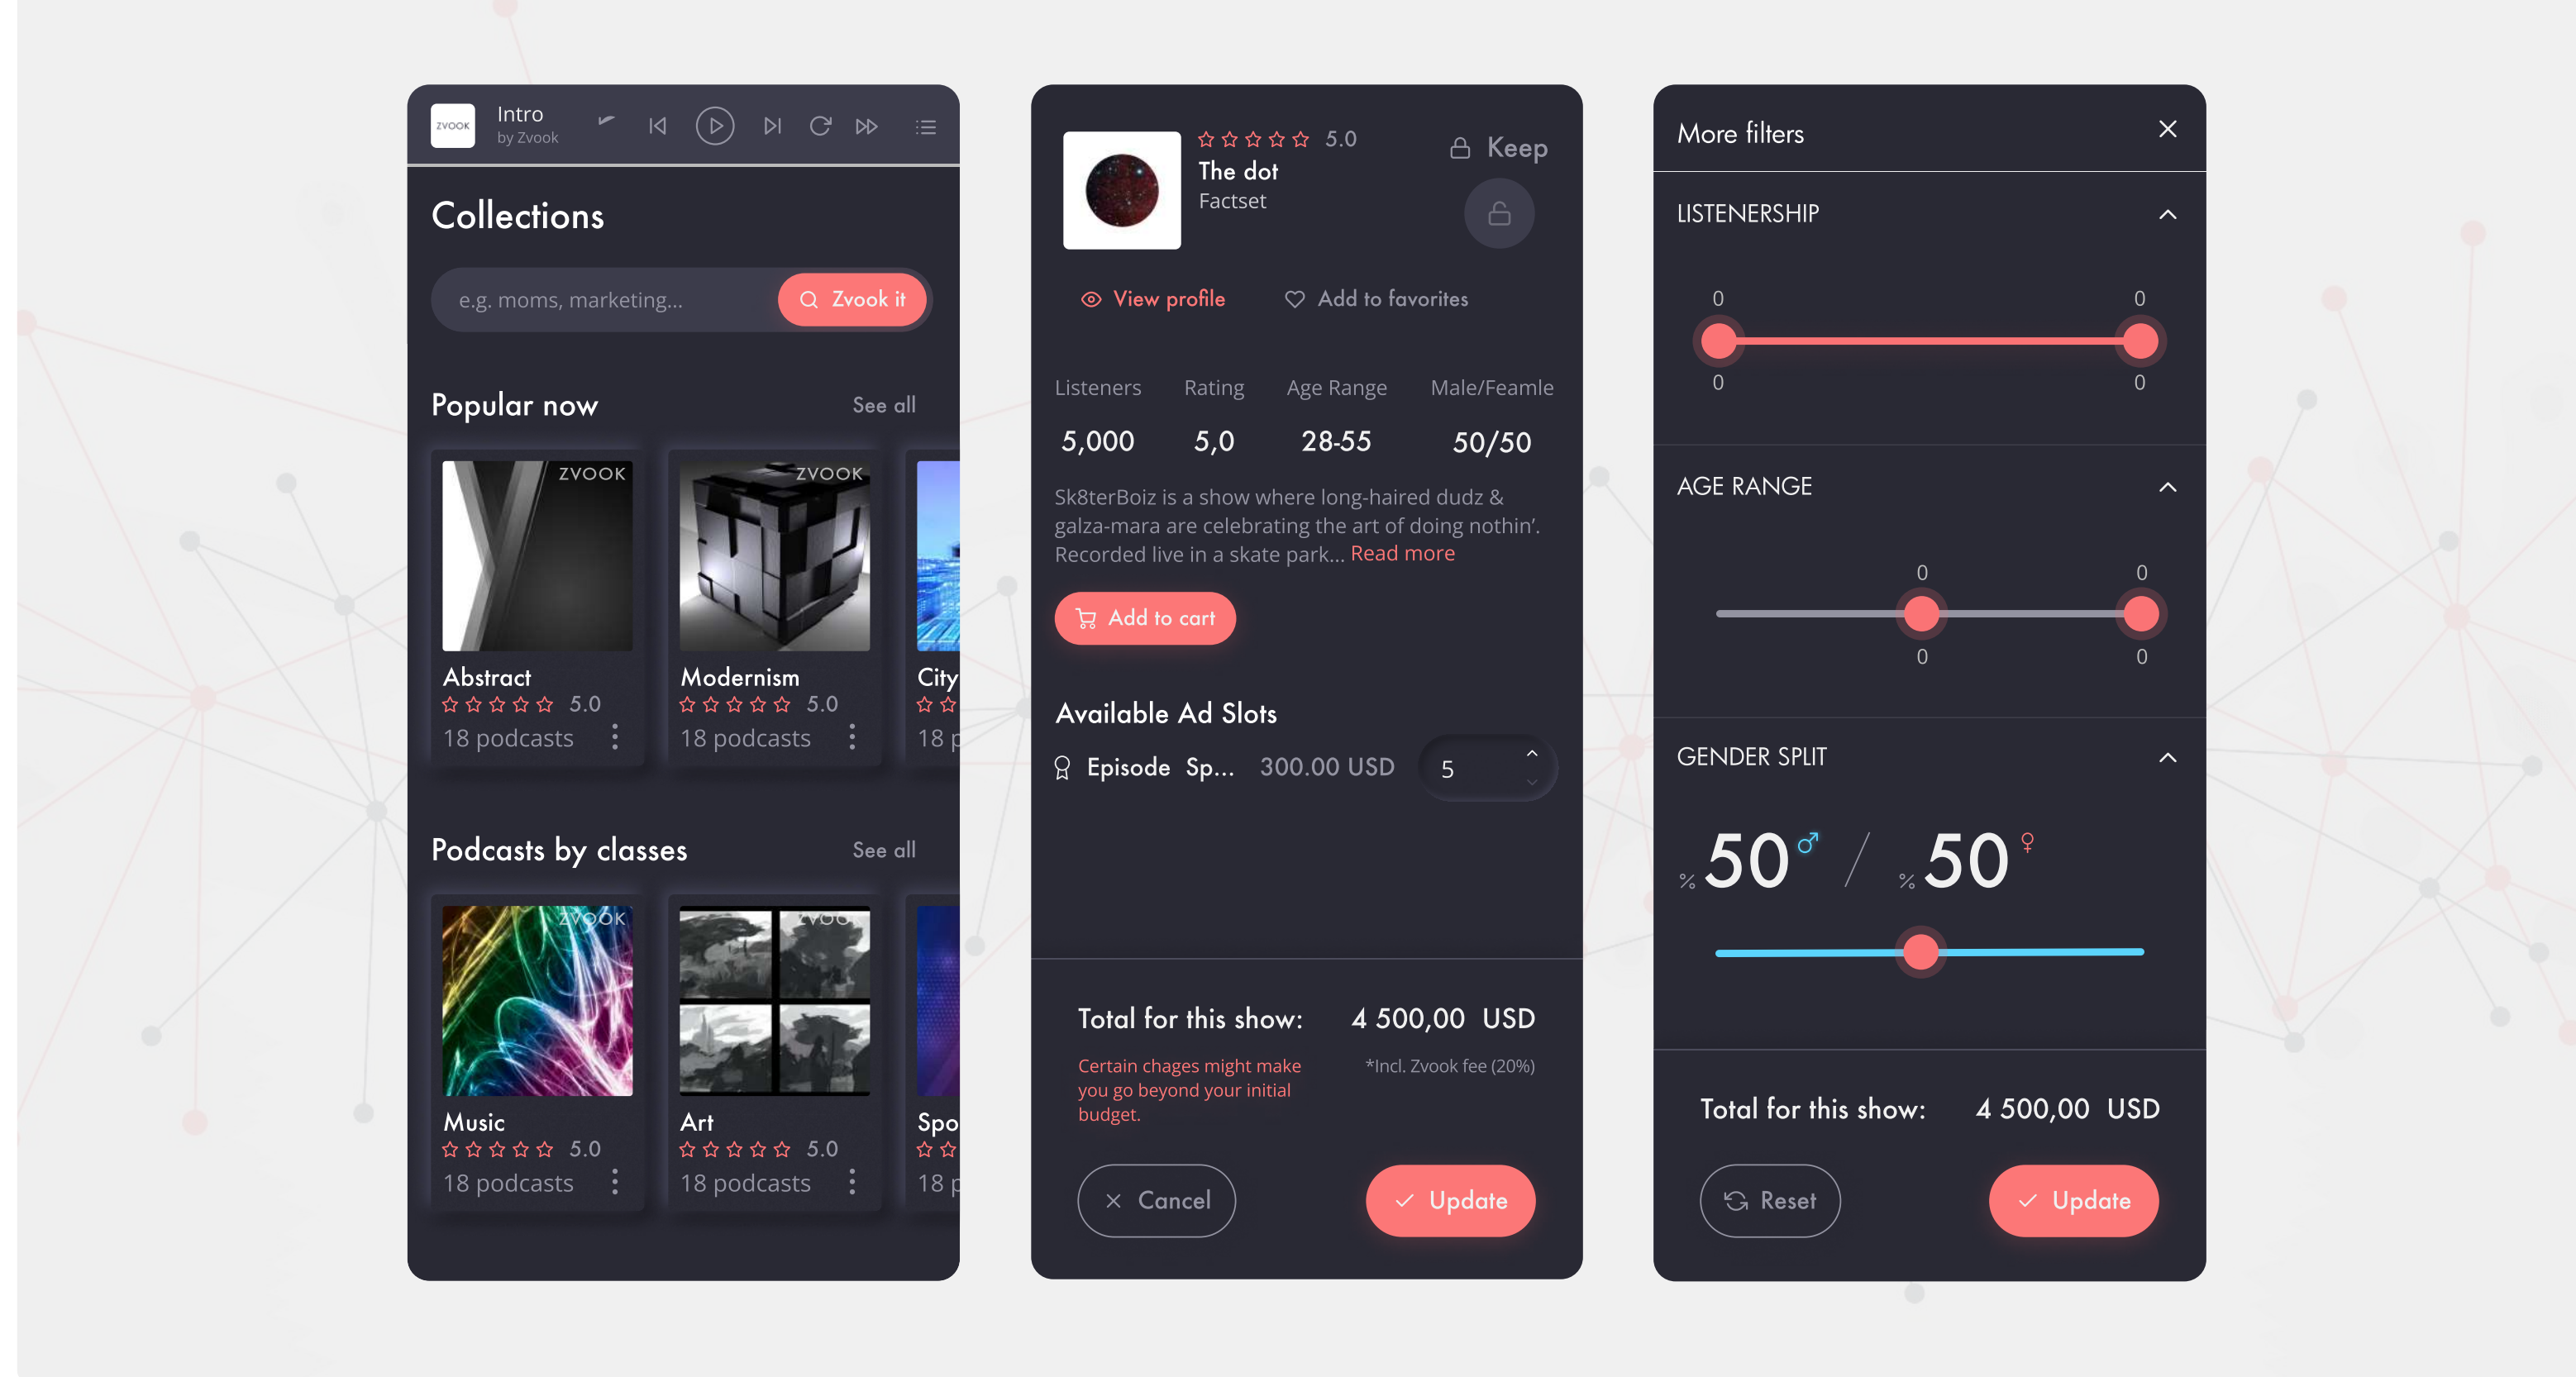 ZVOOK
Intro
by Zvook
Collections
e.g. moms, marketing...
Zvook it
Popular now
See all
ZVOOK
ZVOOK
Abstract
Modernism
City
5.0
5.0
18 podcasts
18 podcasts
18 p
Podcasts by classes
See all
ZVOOK
ZVOOK
Music
Art
Spo
5.0
5.0
18 podcasts
18 podcasts
18 p
5.0
The dot
Factset
Keep
View profile
Add to favorites
Listeners
Rating
Age Range
Male/Feamle
5,000
5,0
28-55
50/50
Sk8terBoiz is a show where long-haired dudz &
galza-mara are celebrating the art of doing nothin’.
Recorded live in a skate park... Read more
Add to cart
Available Ad Slots
Episode Sp... 300.00 USD 5
Total for this show: 4 500,00 USD
Certain chages might make
you go beyond your initial
budget.
*Incl. Zvook fee (20%)
Cancel
Update
More filters
LISTENERSHIP
0
0
0
0
AGE RANGE
0
0
0
0
GENDER SPLIT
% 50 ♂ / % 50 ♀
Total for this show: 4 500,00 USD
Reset
Update